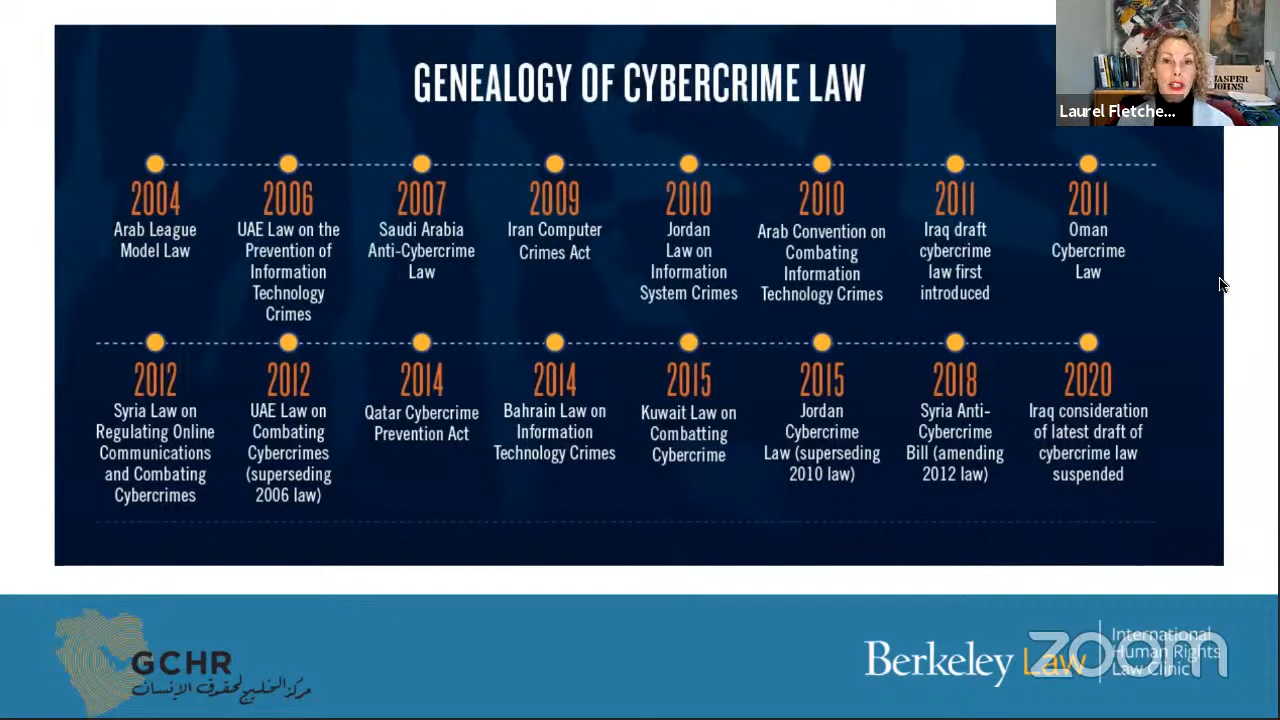 GENEALOGY OF CYBERCRIME LAW
JASPER
JOHNS
Laurel Fletche...
2004
Arab League
Model Law
2006
UAE Law on the
Prevention of
Information
Technology
Crimes
2007
Saudi Arabia
Anti-Cybercrime
Law
2009
Iran Computer
Crimes Act
2010
Jordan
Law on
Information
System Crimes
2010
Arab Convention on
Combating
Information
Technology Crimes
2011
Iraq draft
cybercrime
law first
introduced
2011
Oman
Cybercrime
Law
2012
Syria Law on
Regulating Online
Communications
and Combating
Cybercrimes
2012
UAE Law on
Combating
Cybercrimes
(superseding
2006 law)
2014
Qatar Cybercrime
Prevention Act
2014
Bahrain Law on
Information
Technology Crimes
2015
Kuwait Law on
Combatting
Cybercrime
2015
Jordan
Cybercrime
Law (superseding
2010 law)
2018
Syria Anti-
Cybercrime
Bill (amending
2012 law)
2020
Iraq consideration
of latest draft of
cybercrime law
suspended
GCHR
مركز الخليج لحقوق الإنسان
Berkeley Law
International
Human Rights
Law Clinic
zoom